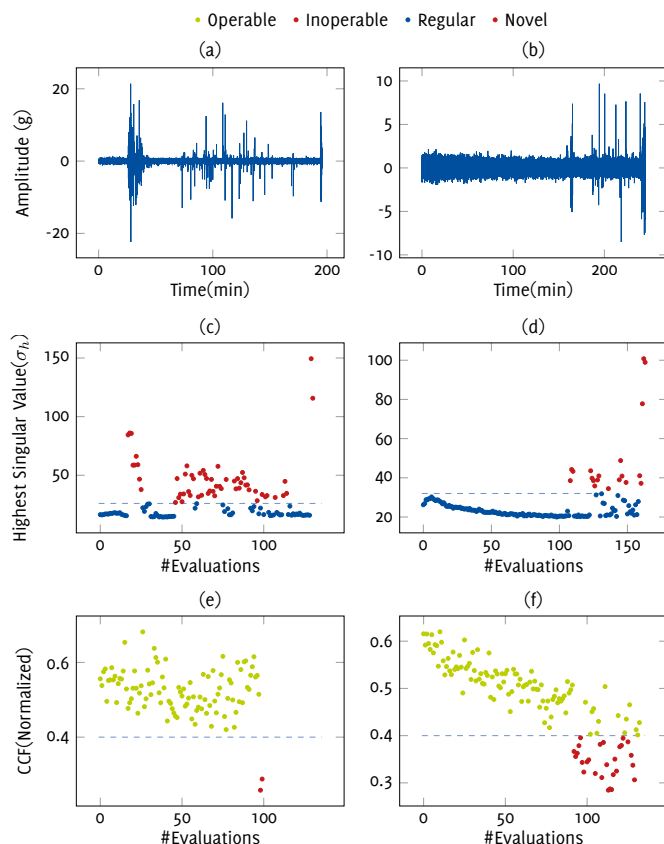 Operable Inoperable Regular Novel
(a) (b)
20
0
-20
0 100 200
Time(min)
Amplitude (g)
10
5
0
-5
-10
0 100 200
Time(min)
(c) (d)
150
100
50
0 50 100
#Evaluations
Highest Singular Value(σh)
100
80
60
40
20
0 50 100 150
#Evaluations
(e) (f)
0.6
0.4
0 50 100
#Evaluations
CCF(Normalized)
0.6
0.5
0.4
0.3
0 100
#Evaluations